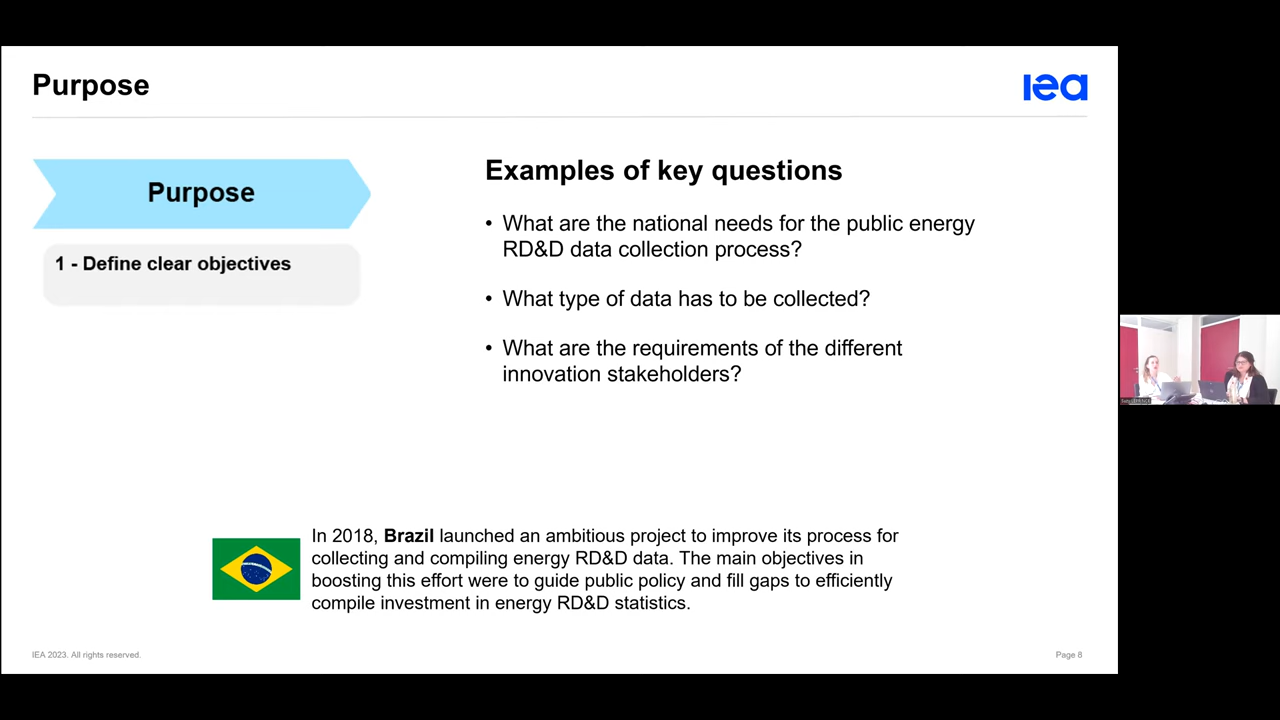 Purpose
iea
Purpose
1 - Define clear objectives
Examples of key questions
• What are the national needs for the public energy
RD&D data collection process?
• What type of data has to be collected?
• What are the requirements of the different
innovation stakeholders?
In 2018, Brazil launched an ambitious project to improve its process for
collecting and compiling energy RD&D data. The main objectives in
boosting this effort were to guide public policy and fill gaps to efficiently
compile investment in energy RD&D statistics.
IEA 2023. All rights reserved.
Page 8